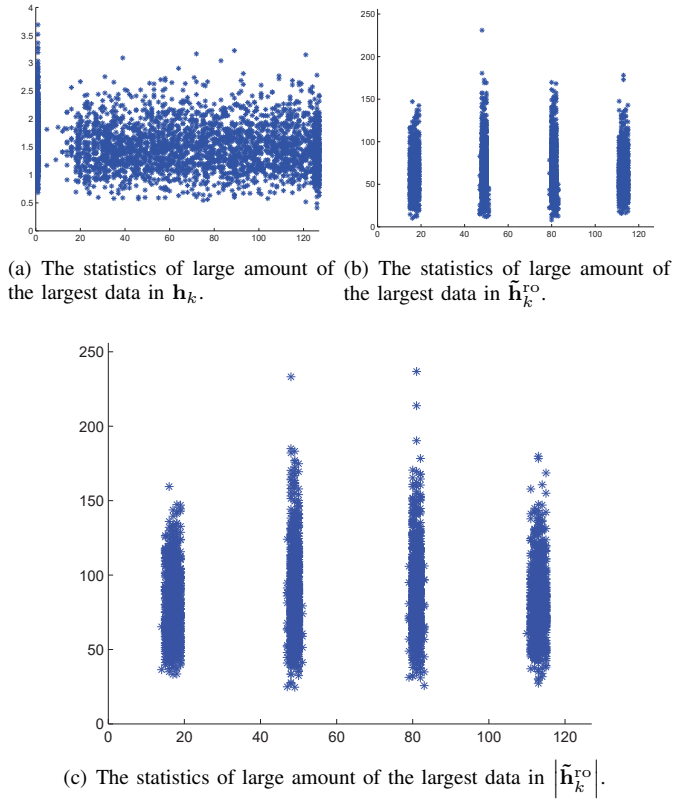 4
3.5
3
2.5
2
1.5
1
0.5
0
0 20 40 60 80 100 120
250
200
150
100
50
0
0 20 40 60 80 100 120
(a) The statistics of large amount of
the largest data in h_k.
(b) The statistics of large amount of
the largest data in h̃_k^ro.
250
200
150
100
50
0
0 20 40 60 80 100 120
(c) The statistics of large amount of the largest data in |h̃_k^ro|.